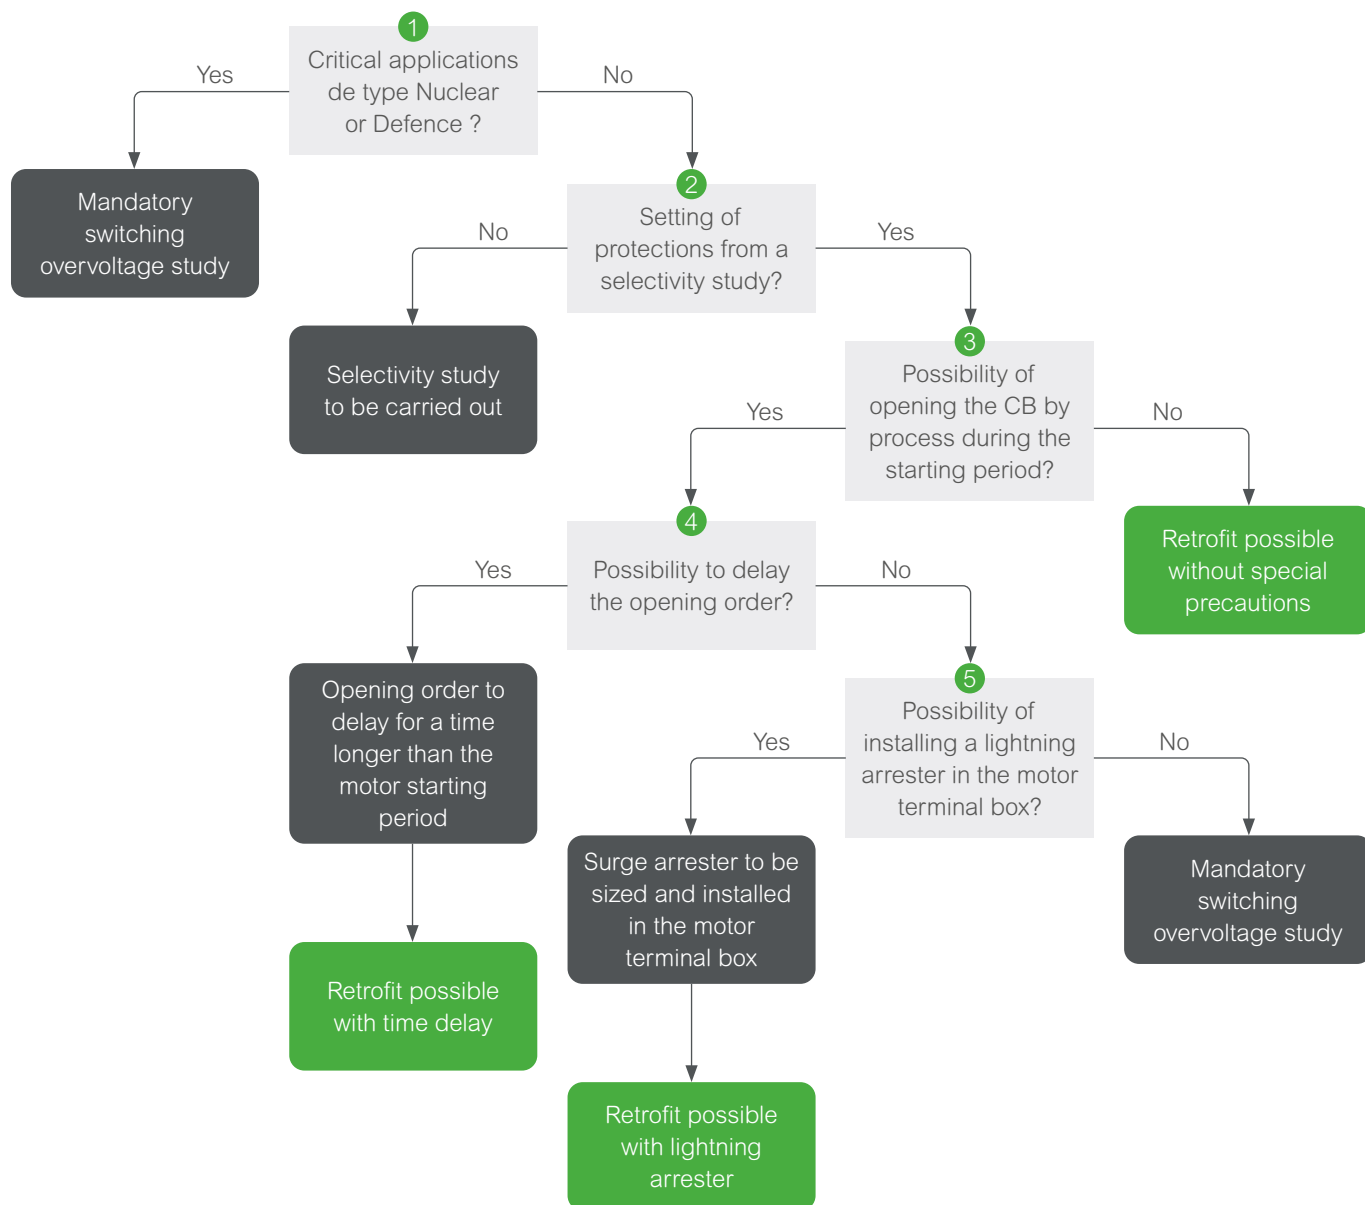 1
Critical applications
de type Nuclear
or Defence ?
Yes
No
Mandatory
switching
overvoltage study
2
Setting of
protections from a
selectivity study?
No
Yes
Selectivity study
to be carried out
3
Possibility of
opening the CB by
process during the
starting period?
Yes
No
Retrofit possible
without special
precautions
4
Possibility to delay
the opening order?
Yes
No
Opening order to
delay for a time
longer than the
motor starting
period
Retrofit possible
with time delay
5
Possibility of
installing a lightning
arrester in the motor
terminal box?
Yes
No
Surge arrester to be
sized and installed
in the motor
terminal box
Mandatory
switching
overvoltage study
Retrofit possible
with lightning
arrester